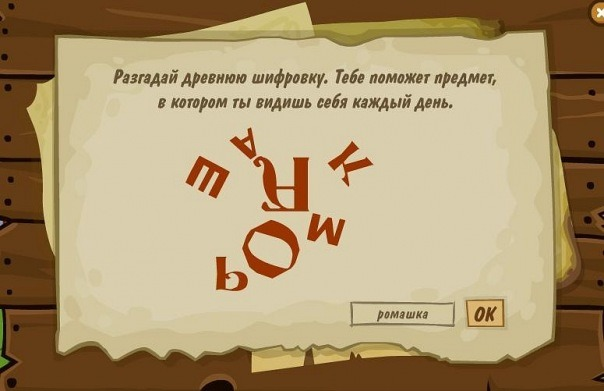 Разгадай древнюю шифровку. Тебе поможет предмет,
в котором ты видишь себя каждый день.
А К
Ш А
М
О
Р
ромашка OK